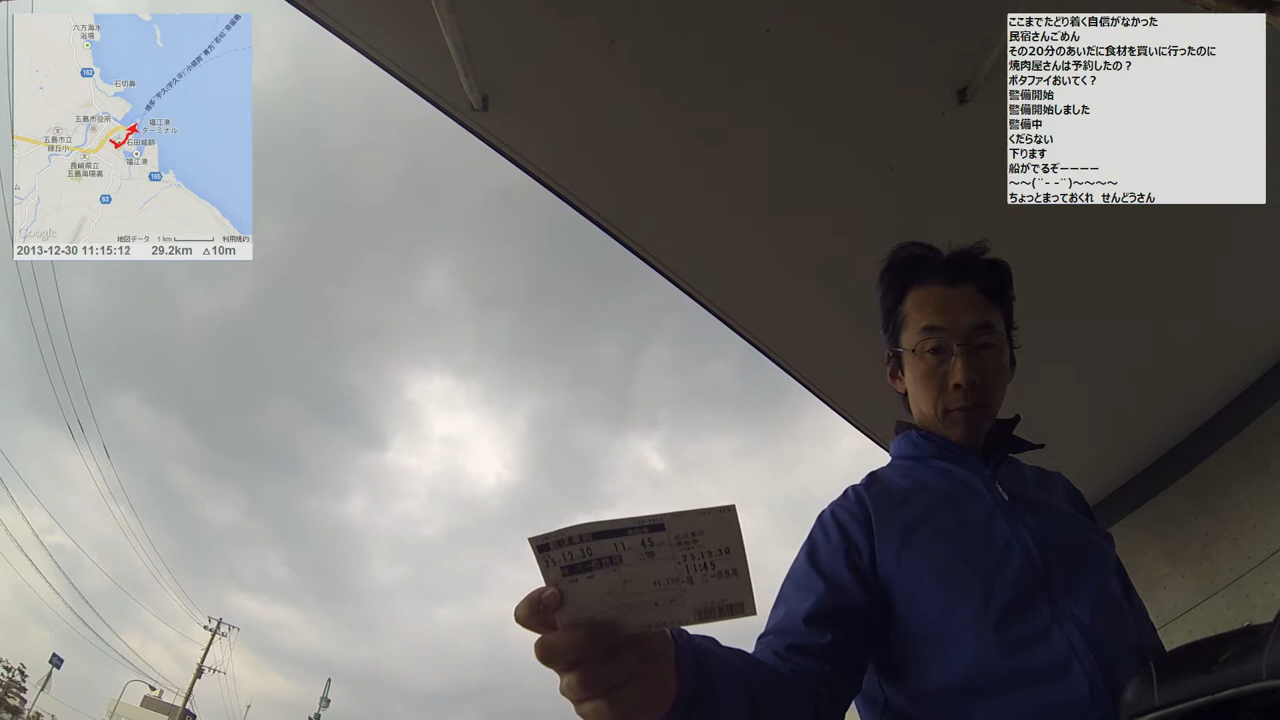 六方海水
浴場
162
石切鼻
五島市役所
福江港
ターミナル
五島市立
緑丘小
石田城跡
福江港
長崎県立
五島海陽高
165
63
ム
Google
地図データ
1 km
利用規約
2013-12-30 11:15:12 29.2km △10m
ここまでたどり着く自信がなかった
民宿さんごめん
その20分のあいだに食材を買いに行ったのに
焼肉屋さんは予約したの？
ポタファイおいてく？
警備開始
警備開始しました
警備中
くだらない
下ります
船がでるぞーーーー
～～(¨- -¨)～～～～
ちょっとまっておくれ せんどうさん
25.12.30 11 45
25.12.30
11:45